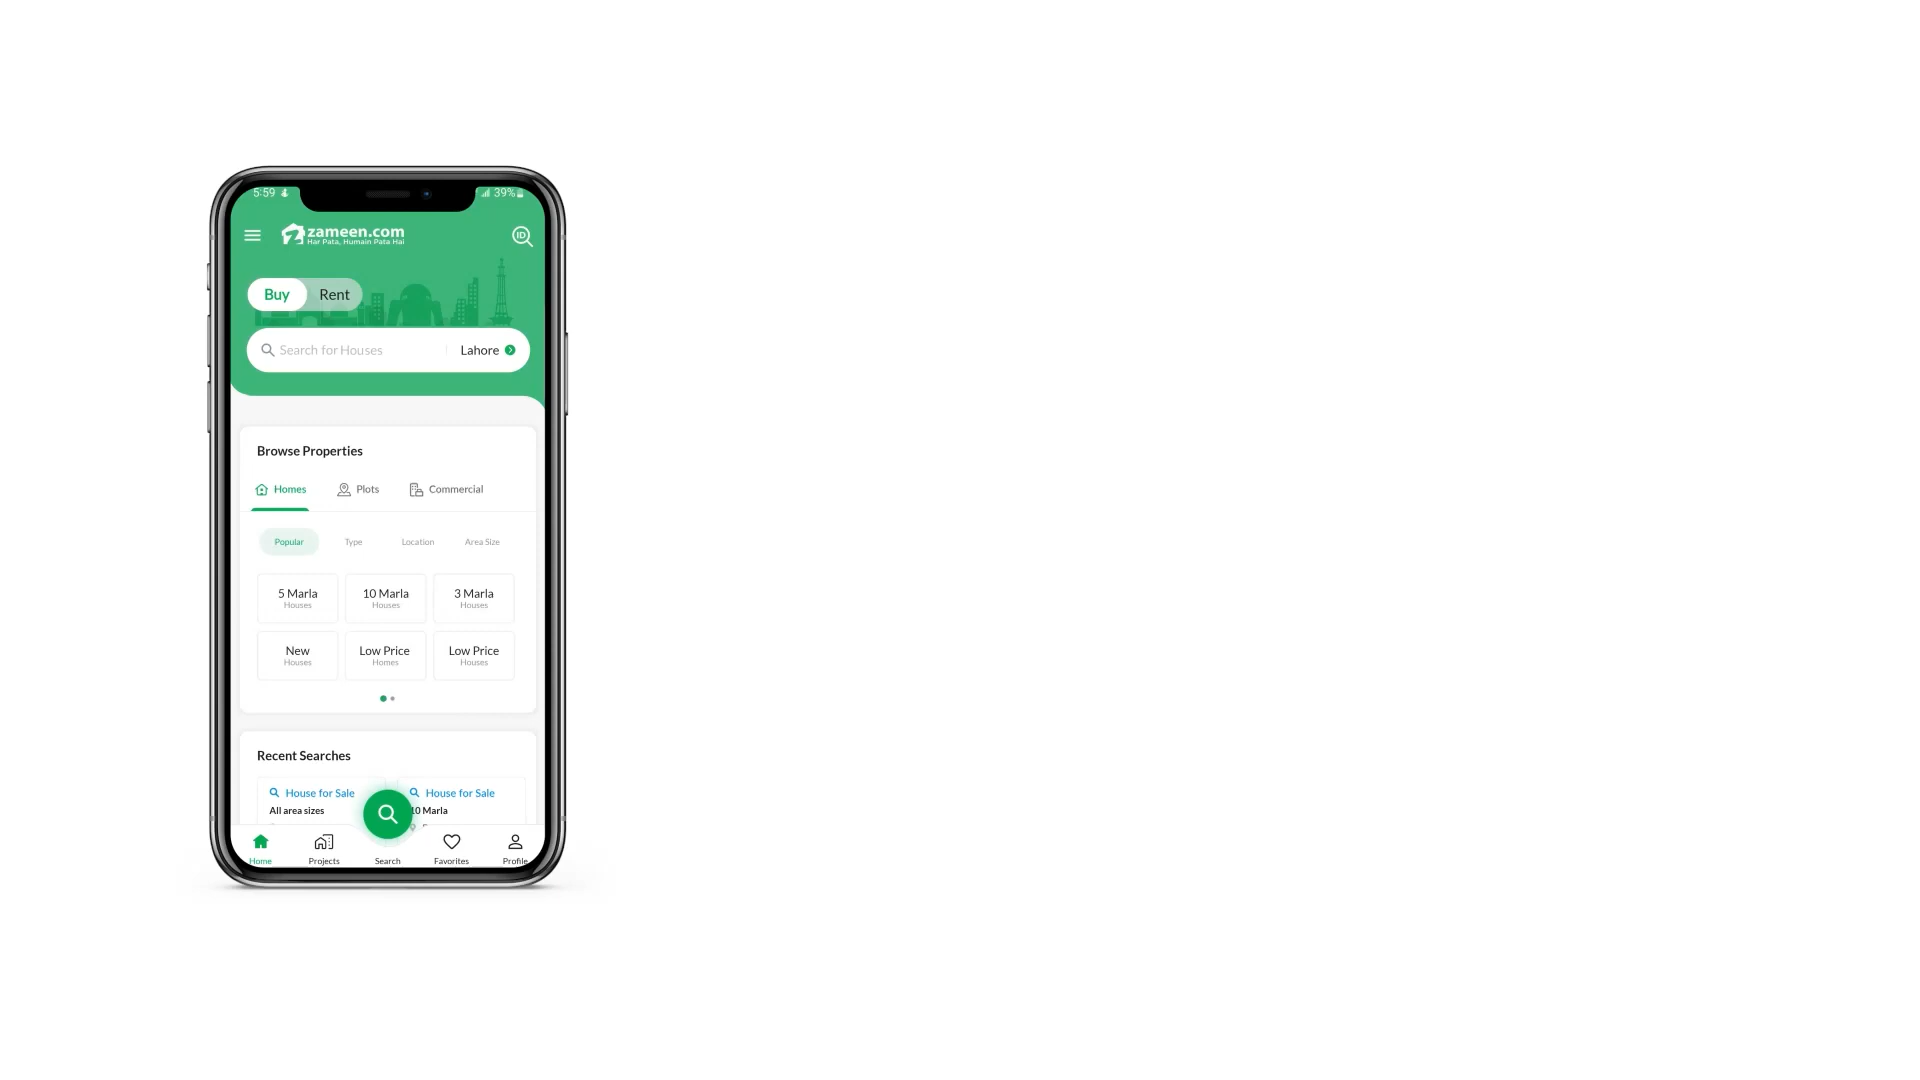 5:59
39%
zameen.com
Har Pata, Humain Pata Hai
ID
Buy Rent
Search for Houses Lahore
Browse Properties
Homes Plots Commercial
Popular Type Location Area Size
5 Marla 10 Marla 3 Marla
Houses Houses Houses
New Low Price Low Price
Houses Homes Houses
Recent Searches
House for Sale House for Sale
All area sizes 10 Marla
Home Projects Search Favorites Profile